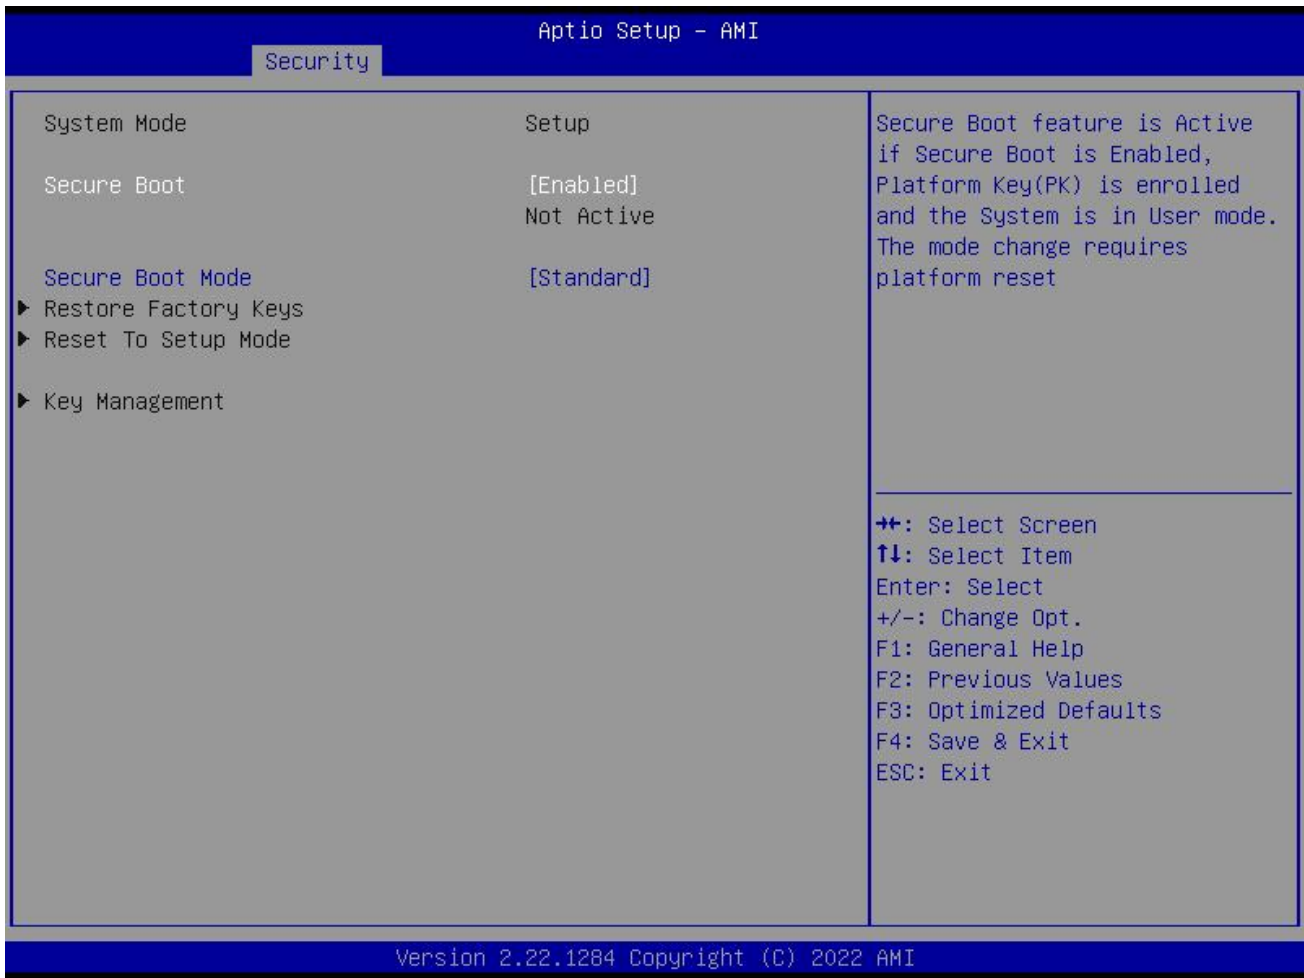 Aptio Setup – AMI
Security
System Mode Setup
Secure Boot [Enabled]
Not Active
Secure Boot Mode [Standard]
▶ Restore Factory Keys
▶ Reset To Setup Mode
▶ Key Management
Secure Boot feature is Active
if Secure Boot is Enabled,
Platform Key(PK) is enrolled
and the System is in User mode.
The mode change requires
platform reset
→←: Select Screen
↑↓: Select Item
Enter: Select
+/-: Change Opt.
F1: General Help
F2: Previous Values
F3: Optimized Defaults
F4: Save & Exit
ESC: Exit
Version 2.22.1284 Copyright (C) 2022 AMI